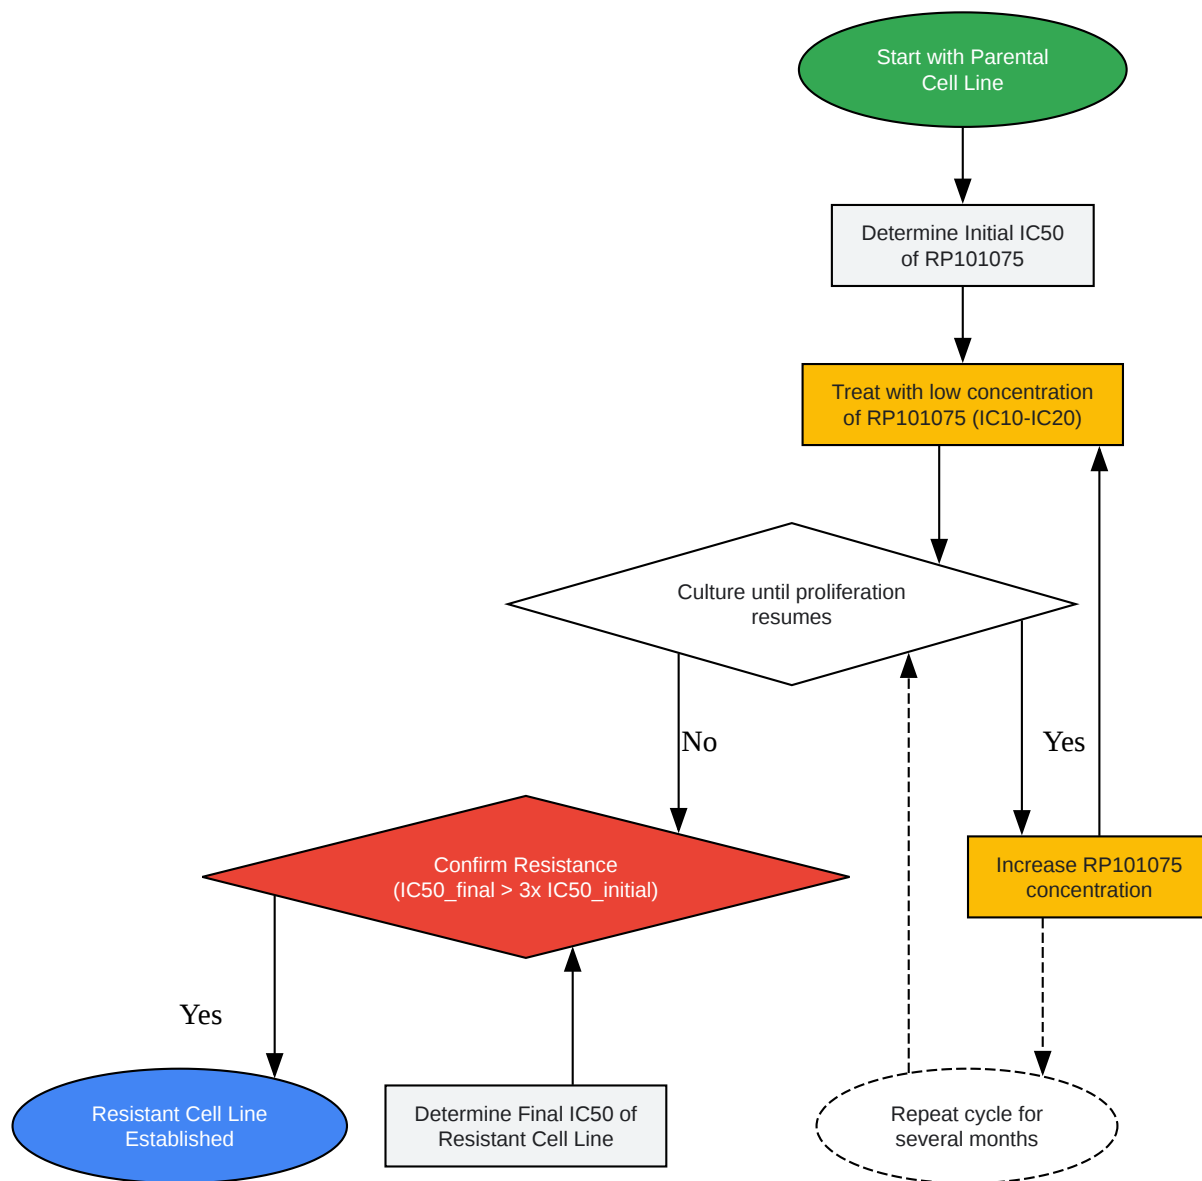 Start with Parental
Cell Line
Determine Initial IC50
of RP101075
Treat with low concentration
of RP101075 (IC10-IC20)
Culture until proliferation
resumes
No
Yes
Confirm Resistance
(IC50_final > 3x IC50_initial)
Increase RP101075
concentration
Yes
Resistant Cell Line
Established
Determine Final IC50 of
Resistant Cell Line
Repeat cycle for
several months